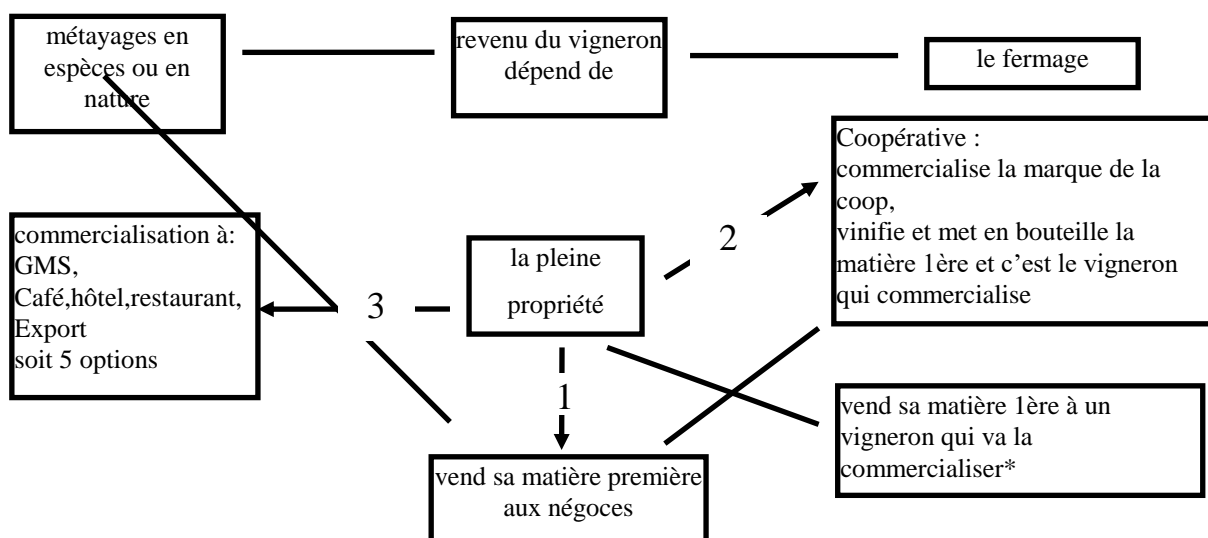 métayages en
espèces ou en
nature
revenu du vigneron
dépend de
le fermage
Coopérative :
commercialise la marque de la
coop,
vinifie et met en bouteille la
matière 1ère et c’est le vigneron
qui commercialise
commercialisation à:
GMS,
Café,hôtel,restaurant,
Export
soit 5 options
3
la pleine
propriété
2
1
vend sa matière 1ère à un
vigneron qui va la
commercialiser*
vend sa matière première
aux négoces